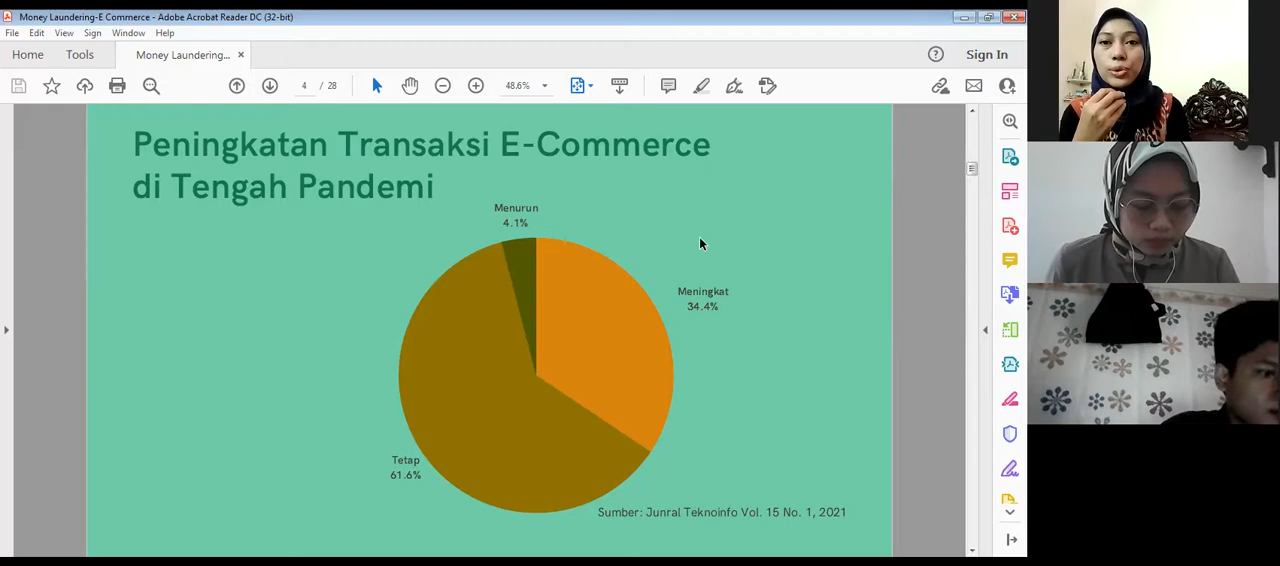 Money Laundering-E Commerce - Adobe Acrobat Reader DC (32-bit)
File Edit View Sign Window Help
Home Tools Money Laundering... × Sign In
4 / 28 48.6%
Peningkatan Transaksi E-Commerce
di Tengah Pandemi
Menurun
4.1%
Meningkat
34.4%
Tetap
61.6%
Sumber: Junral Teknoinfo Vol. 15 No. 1, 2021